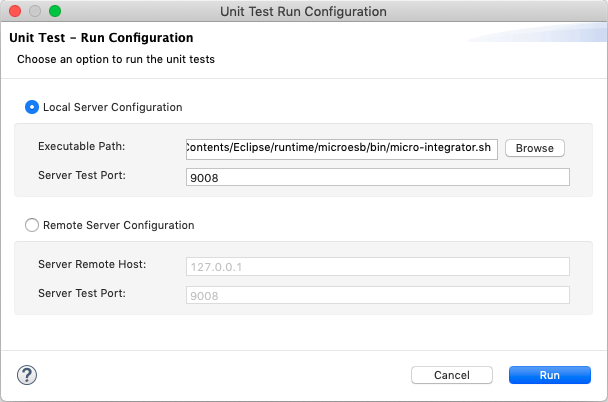 Unit Test Run Configuration
Unit Test – Run Configuration
Choose an option to run the unit tests
Local Server Configuration
Executable Path: Contents/Eclipse/runtime/microesb/bin/micro-integrator.sh Browse
Server Test Port: 9008
Remote Server Configuration
Server Remote Host: 127.0.0.1
Server Test Port: 9008
? Cancel Run